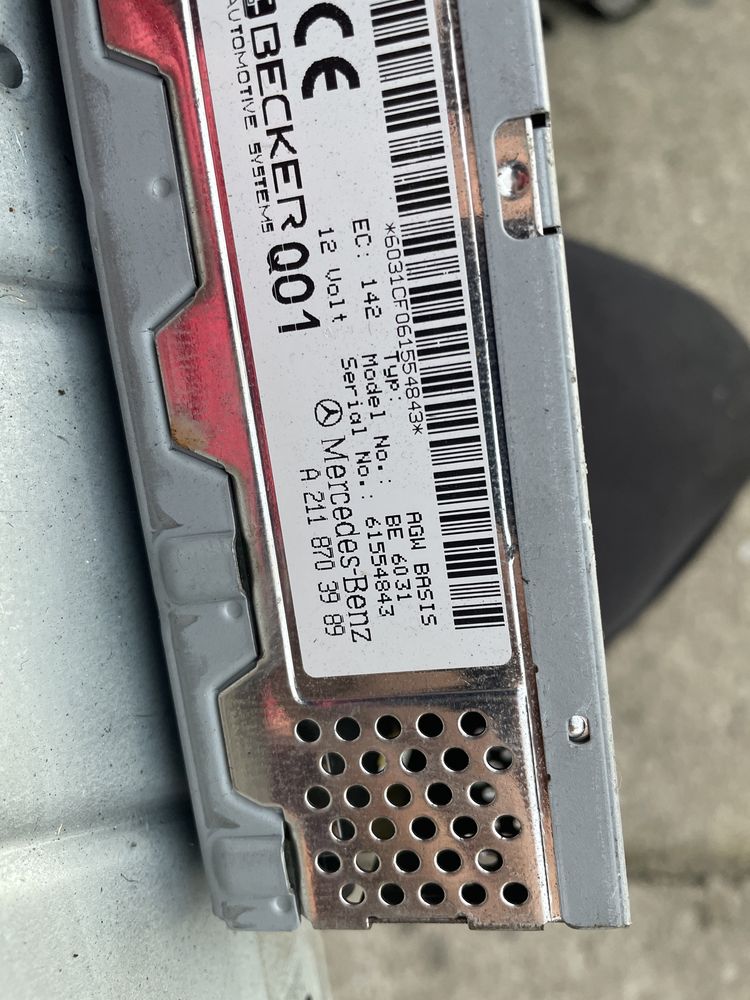 CE
BECKER
AUTOMOTIVE SYSTEMS
Q01
*6031CF061554843*
Typ: AGW BASIS
EC: 142 Model No.: BE 6031
12 Volt Serial No.: 61554843
Mercedes-Benz
A 211 870 39 89